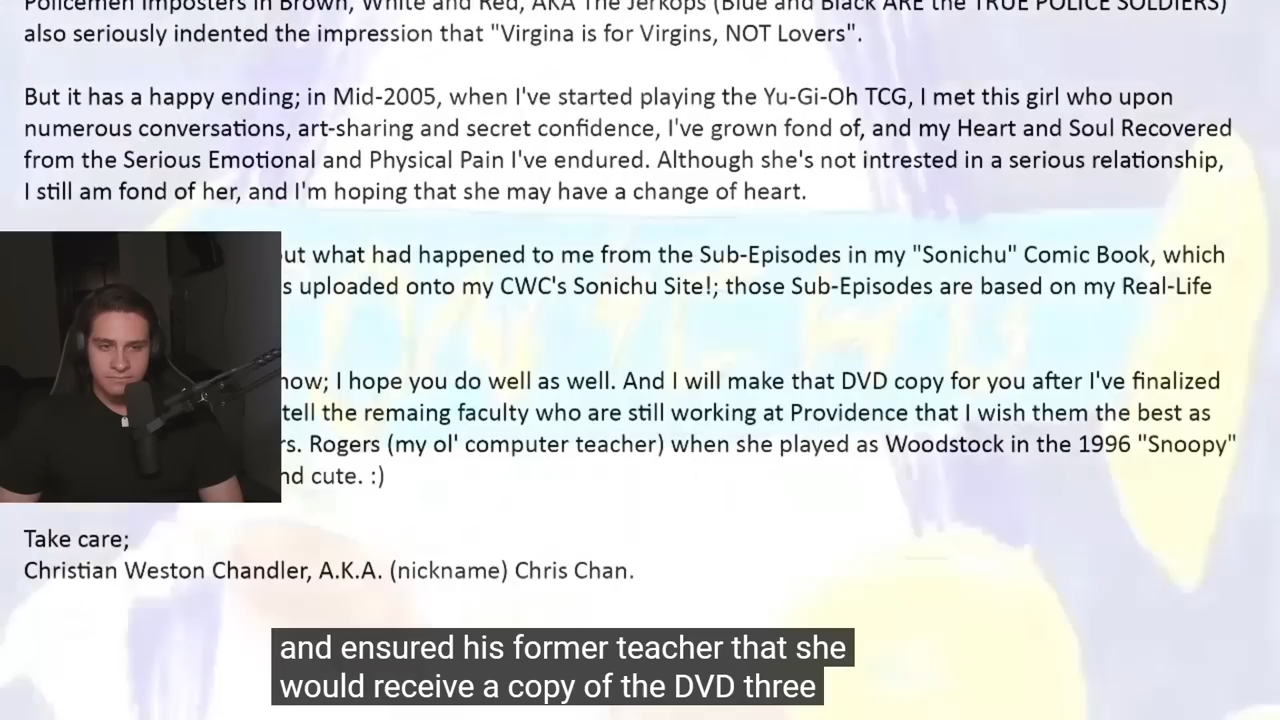 Policemen Imposters in Brown, White and Red, AKA The Jerkops (Blue and Black ARE the TRUE POLICE SOLDIERS)
also seriously indented the impression that "Virgina is for Virgins, NOT Lovers".
But it has a happy ending; in Mid-2005, when I've started playing the Yu-Gi-Oh TCG, I met this girl who upon
numerous conversations, art-sharing and secret confidence, I've grown fond of, and my Heart and Soul Recovered
from the Serious Emotional and Physical Pain I've endured. Although she's not intrested in a serious relationship,
I still am fond of her, and I'm hoping that she may have a change of heart.
what had happened to me from the Sub-Episodes in my "Sonichu" Comic Book, which
uploaded onto my CWC's Sonichu Site!; those Sub-Episodes are based on my Real-Life
I hope you do well as well. And I will make that DVD copy for you after I've finalized
tell the remaing faculty who are still working at Providence that I wish them the best as
Rogers (my ol' computer teacher) when she played as Woodstock in the 1996 "Snoopy"
cute. :)
Take care;
Christian Weston Chandler, A.K.A. (nickname) Chris Chan.
and ensured his former teacher that she
would receive a copy of the DVD three